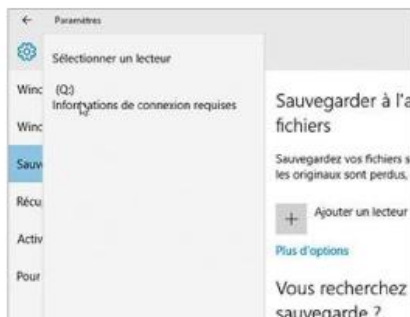 ← Paramètres
Sélectionner un lecteur
(Q:)
Informations de connexion requises
Winc
Winc
Sauv
Récu
Activ
Pour
Sauvegarder à l'a
fichiers
Sauvegardez vos fichiers s
les originaux sont perdus,
+ Ajouter un lecteur
Plus d'options
Vous recherchez
sauvegarde ?